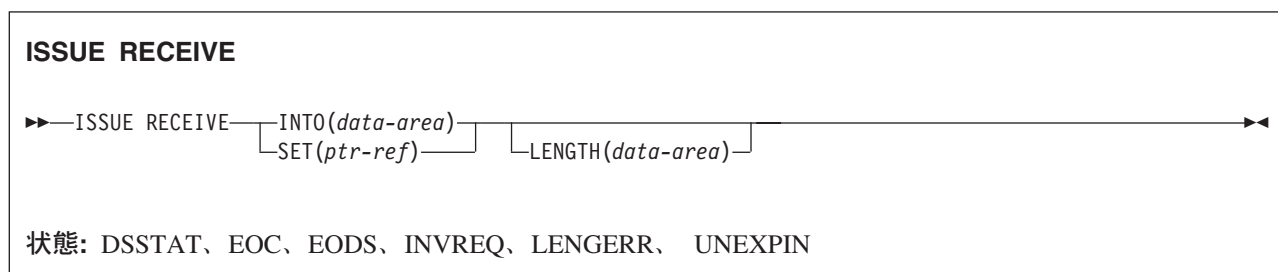 ISSUE RECEIVE
►►—ISSUE RECEIVE—INTO(data-area)—LENGTH(data-area)—►◄
SET(ptr-ref)
状態: DSSTAT、EOC、EODS、INVREQ、LENGERR、 UNEXPIN